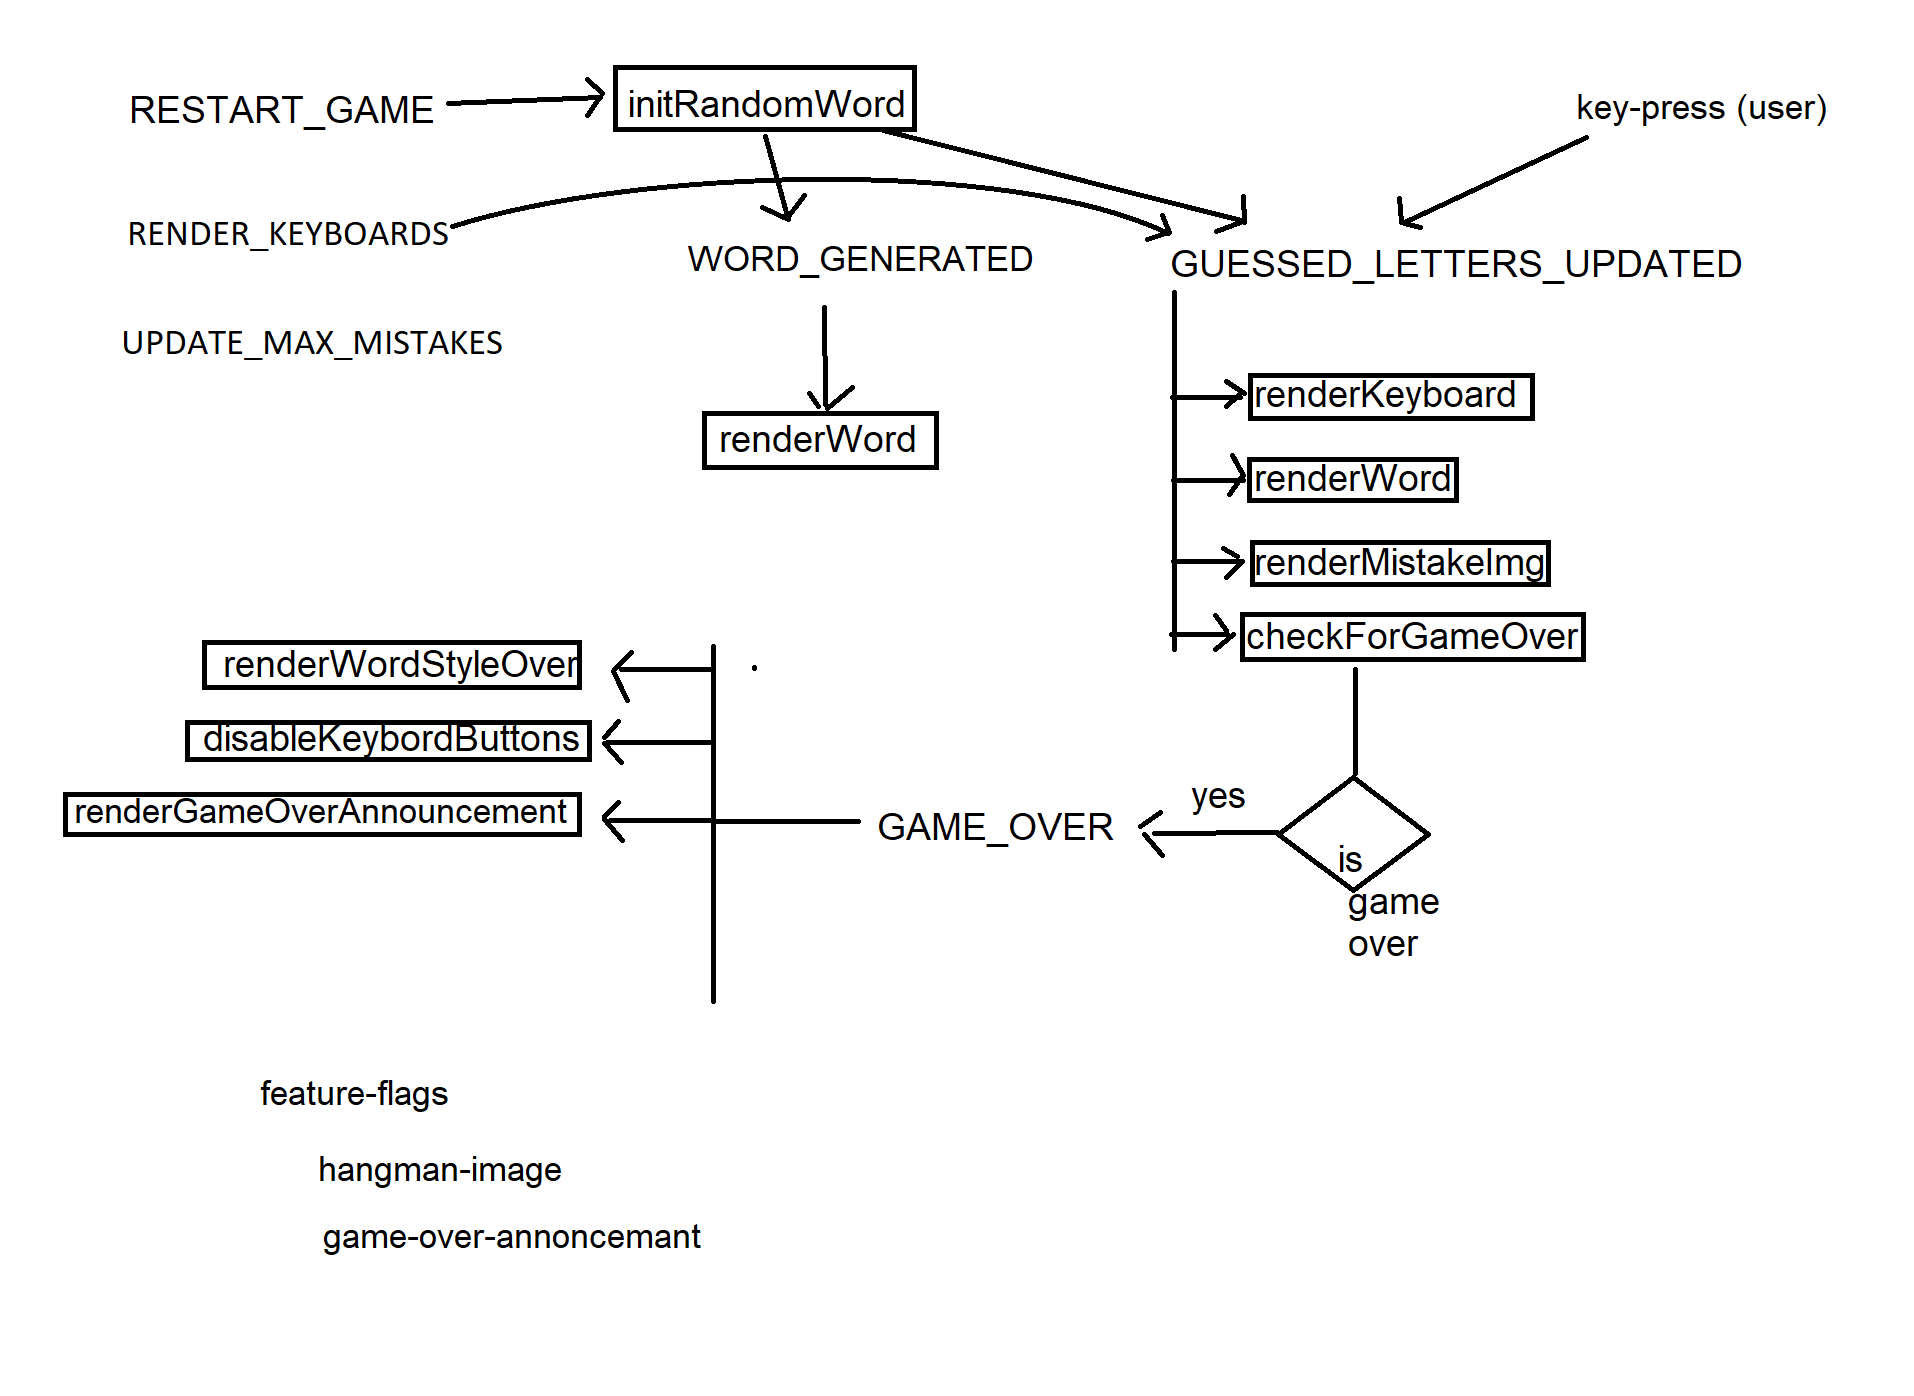 RESTART_GAME
initRandomWord
key-press (user)
RENDER_KEYBOARDS
WORD_GENERATED
GUESSED_LETTERS_UPDATED
UPDATE_MAX_MISTAKES
renderWord
renderKeyboard
renderWord
renderMistakeImg
checkForGameOver
renderWordStyleOver
disableKeybordButtons
renderGameOverAnnouncement
GAME_OVER
yes
is
game
over
feature-flags
hangman-image
game-over-annoncemant